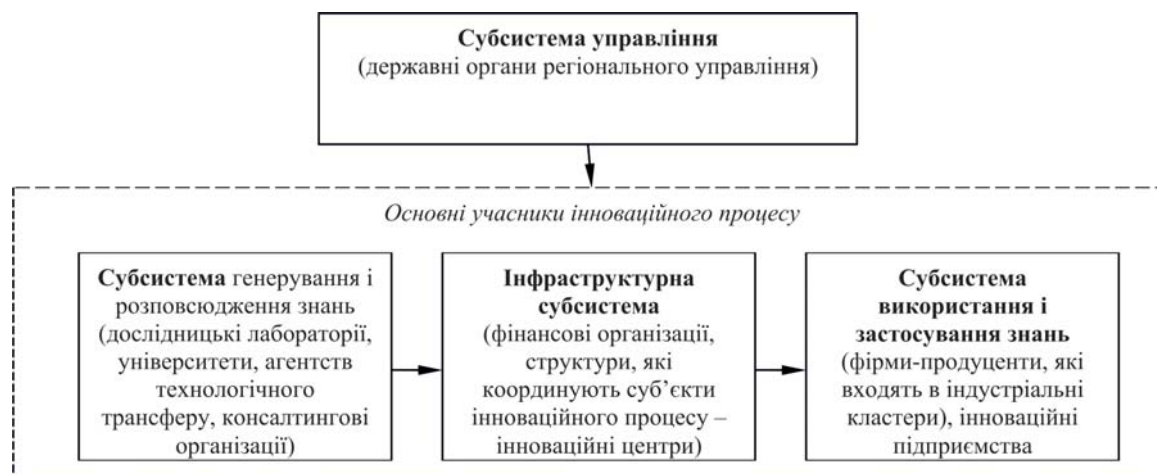 Субсистема управління
(державні органи регіонального управління)
Основні учасники інноваційного процесу
Субсистема генерування і
розповсюдження знань
(дослідницькі лабораторії,
університети, агентств
технологічного
трансферу, консалтингові
організації)
Інфраструктурна
субсистема
(фінансові організації,
структури, які
координують суб’єкти
інноваційного процесу –
інноваційні центри)
Субсистема
використання і
застосування знань
(фірми-продуценти, які
входять в індустріальні
кластери), інноваційні
підприємства